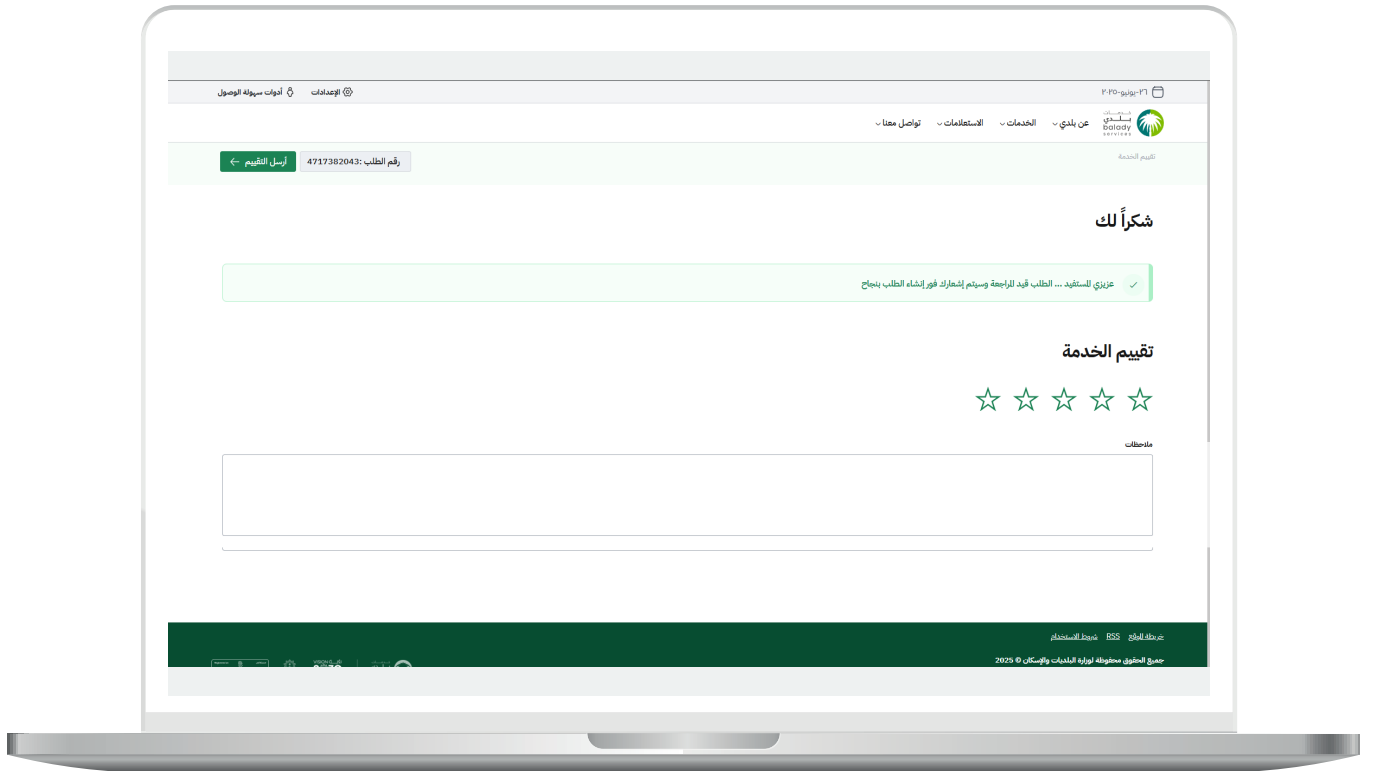 ٢٦-يونيو-٢٠٢٥
الإعدادات
أدوات سهولة الوصول
خدمات
بلدي
balady
services
عن بلدي
الخدمات
الاستعلامات
تواصل معنا
تقييم الخدمة
رقم الطلب :4717382043
أرسل التقييم
شكراً لك
عزيزي المستفيد ... الطلب قيد المراجعة وسيتم إشعارك فور إنشاء الطلب بنجاح
تقييم الخدمة
ملاحظات
خريطة الموقع RSS شروط الاستخدام
جميع الحقوق محفوظة لوزارة البلديات والإسكان © 2025